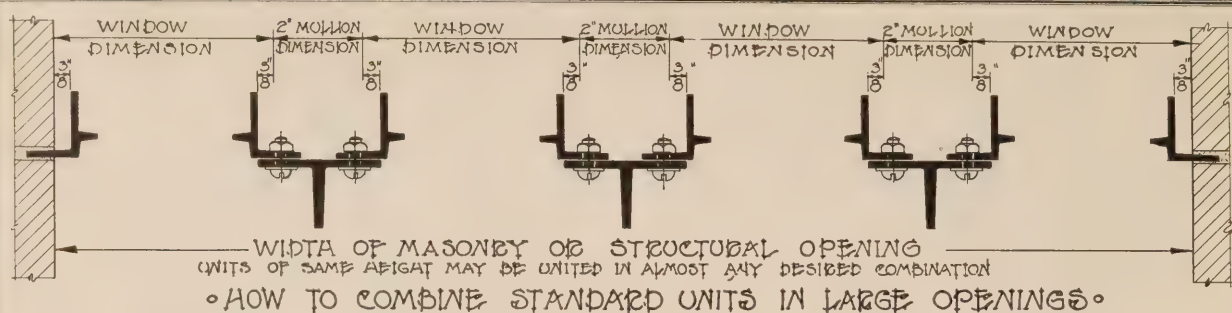 WINDOW 2" MULLION WINDOW 2" MULLION WINDOW 2" MULLION WINDOW
DIMENSION DIMENSION DIMENSION DIMENSION DIMENSION DIMENSION DIMENSION
3/8" 3/8" 3/8" 3/8" 3/8" 3/8" 3/8" 3/8"
WIDTH OF MASONRY OR STRUCTURAL OPENING
UNITS OF SAME HEIGHT MAY BE UNITED IN ALMOST ANY DESIRED COMBINATION
•HOW TO COMBINE STANDARD UNITS IN LARGE OPENINGS•